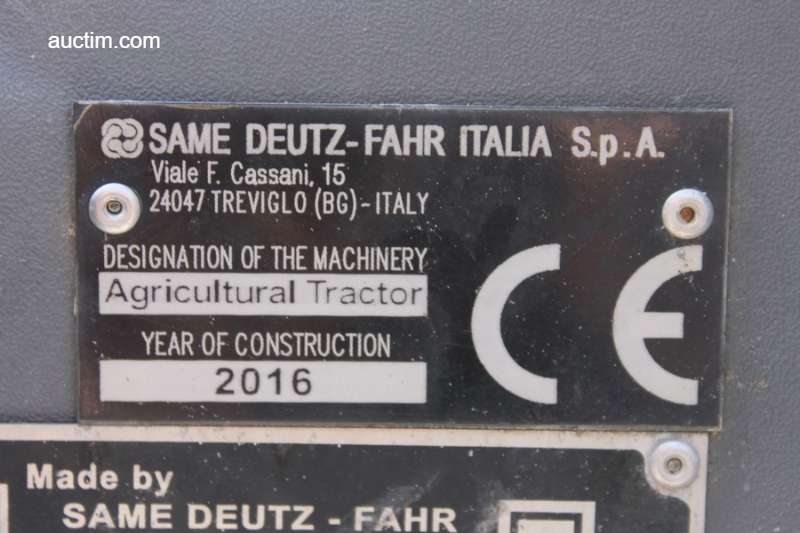 auctim.com
SAME DEUTZ-FAHR ITALIA S.p.A.
Viale F. Cassani, 15
24047 TREVIGLO (BG) - ITALY
DESIGNATION OF THE MACHINERY
Agricultural Tractor
YEAR OF CONSTRUCTION
2016
CE
Made by
SAME DEUTZ - FAHR